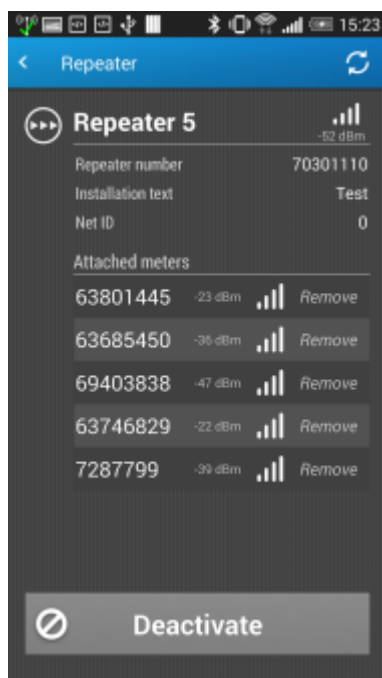 15:23
Repeater
Repeater 5
-52 dBm
Repeater number 70301110
Installation text Test
Net ID 0
Attached meters
63801445 -23 dBm Remove
63685450 -36 dBm Remove
69403838 -47 dBm Remove
63746829 -22 dBm Remove
7287799 -39 dBm Remove
Deactivate